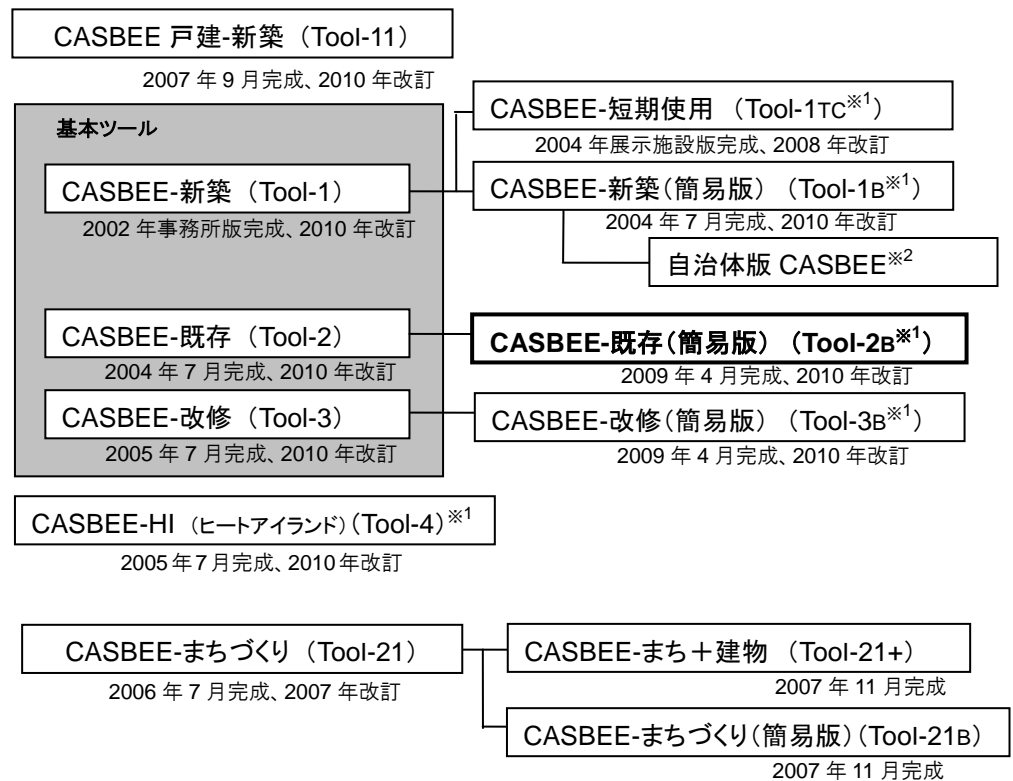 CASBEE 戸建-新築 （Tool-11）
2007 年 9 月完成、2010 年改訂
基本ツール
CASBEE-短期使用 （Tool-1TC※1）
2004 年展示施設版完成、2008 年改訂
CASBEE-新築 （Tool-1）
2002 年事務所版完成、2010 年改訂
CASBEE-新築（簡易版） （Tool-1B※1）
2004 年 7 月完成、2010 年改訂
自治体版 CASBEE※2
CASBEE-既存 （Tool-2）
2004 年 7 月完成、2010 年改訂
CASBEE-既存（簡易版） （Tool-2B※1）
2009 年 4 月完成、2010 年改訂
CASBEE-改修 （Tool-3）
2005 年 7 月完成、2010 年改訂
CASBEE-改修（簡易版） （Tool-3B※1）
2009 年 4 月完成、2010 年改訂
CASBEE-HI （ヒートアイランド）（Tool-4）※1
2005 年 7 月完成、2010 年改訂
CASBEE-まちづくり （Tool-21）
2006 年 7 月完成、2007 年改訂
CASBEE-まち＋建物 （Tool-21+）
2007 年 11 月完成
CASBEE-まちづくり（簡易版）（Tool-21B）
2007 年 11 月完成